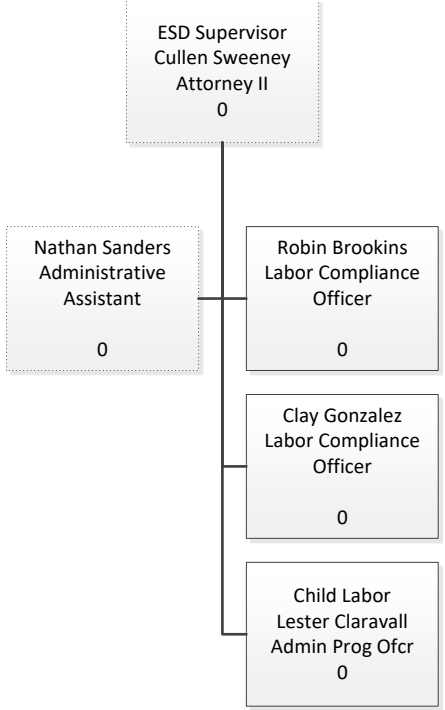 ESD Supervisor
Cullen Sweeney
Attorney II
0
Nathan Sanders
Administrative
Assistant
0
Robin Brookins
Labor Compliance
Officer
0
Clay Gonzalez
Labor Compliance
Officer
0
Child Labor
Lester Claravall
Admin Prog Ofcr
0